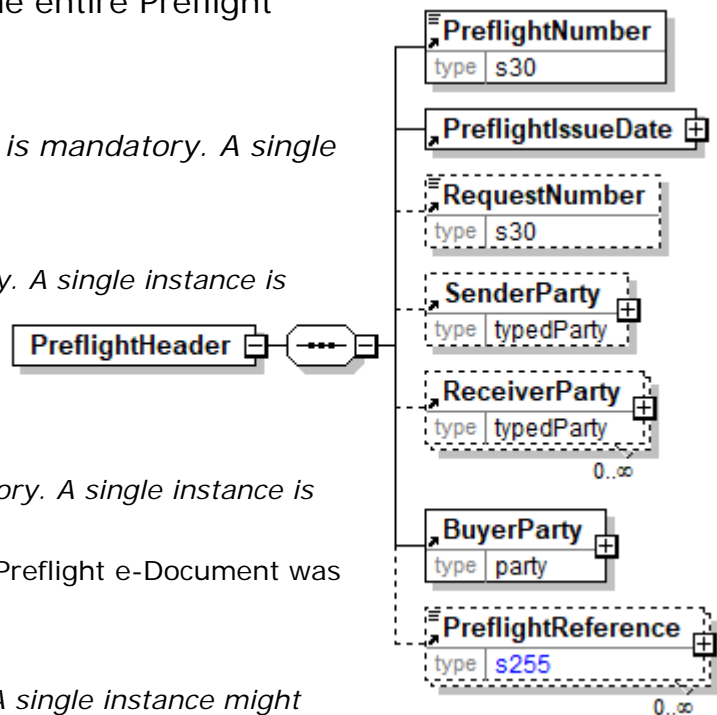 e entire Preflight
is mandatory. A single
y. A single instance is
ory. A single instance is
Preflight e-Document was
A single instance might
PreflightHeader
PreflightNumber
type s30
PreflightIssueDate
RequestNumber
type s30
SenderParty
type typedParty
ReceiverParty
type typedParty
0..∞
BuyerParty
type party
PreflightReference
type s255
0..∞